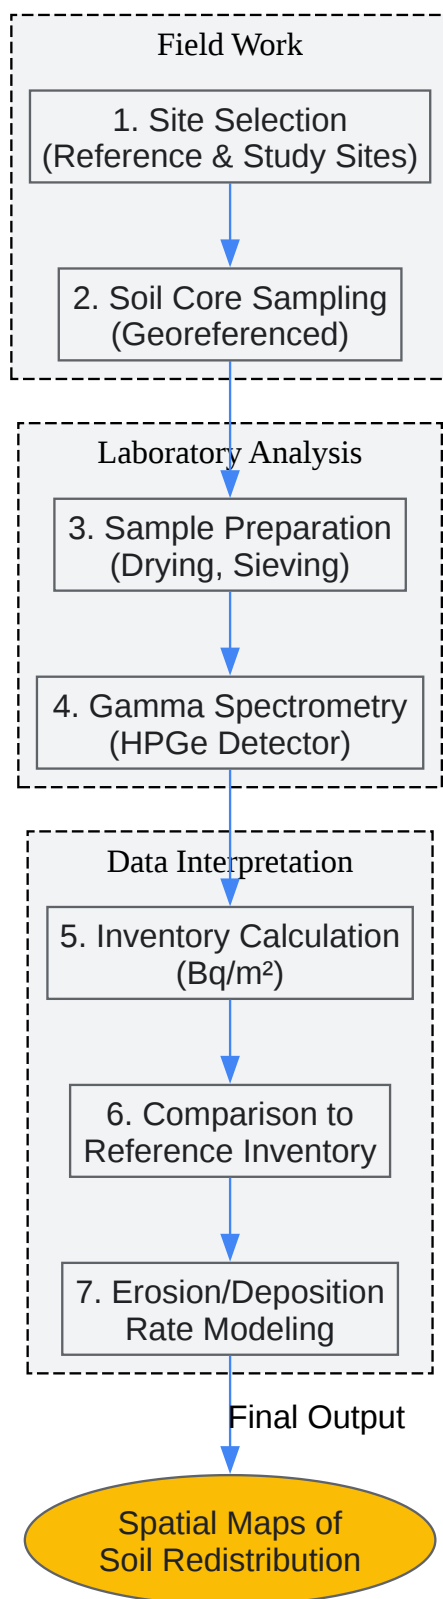 Field Work
1. Site Selection
(Reference & Study Sites)
2. Soil Core Sampling
(Georeferenced)
Laboratory Analysis
3. Sample Preparation
(Drying, Sieving)
4. Gamma Spectrometry
(HPGe Detector)
Data Interpretation
5. Inventory Calculation
(Bq/m²)
6. Comparison to
Reference Inventory
7. Erosion/Deposition
Rate Modeling
Final Output
Spatial Maps of
Soil Redistribution